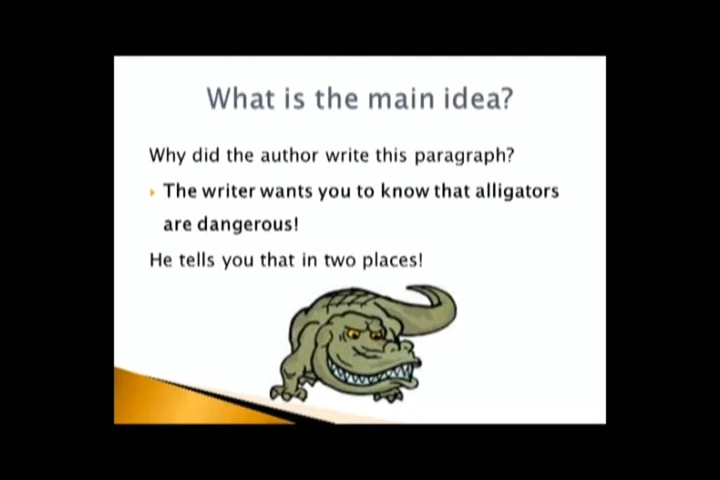 What is the main idea?
Why did the author write this paragraph?
The writer wants you to know that alligators
are dangerous!
He tells you that in two places!